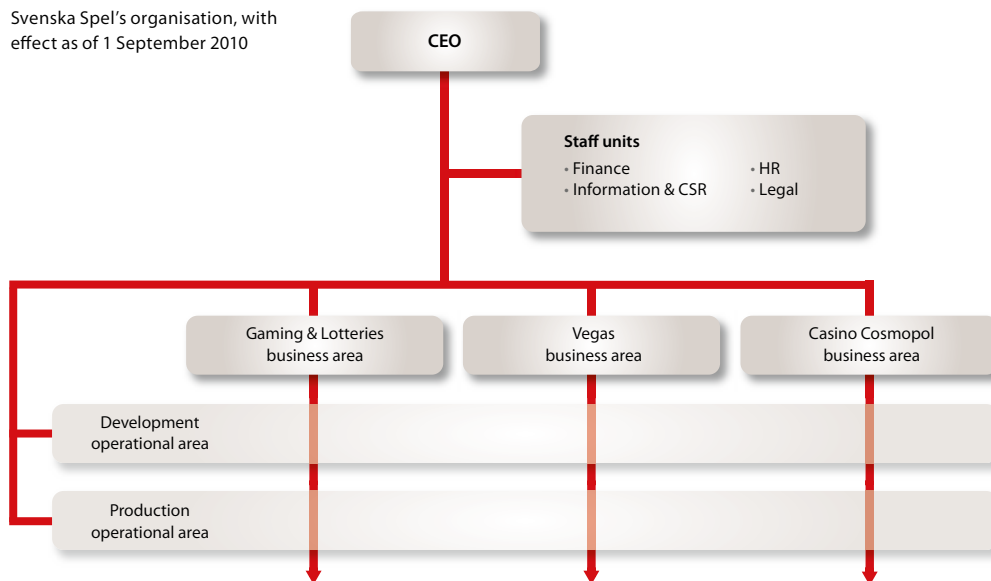 Svenska Spel’s organisation, with
effect as of 1 September 2010
CEO
Staff units
• Finance
• HR
• Information & CSR
• Legal
Gaming & Lotteries
business area
Vegas
business area
Casino Cosmopol
business area
Development
operational area
Production
operational area